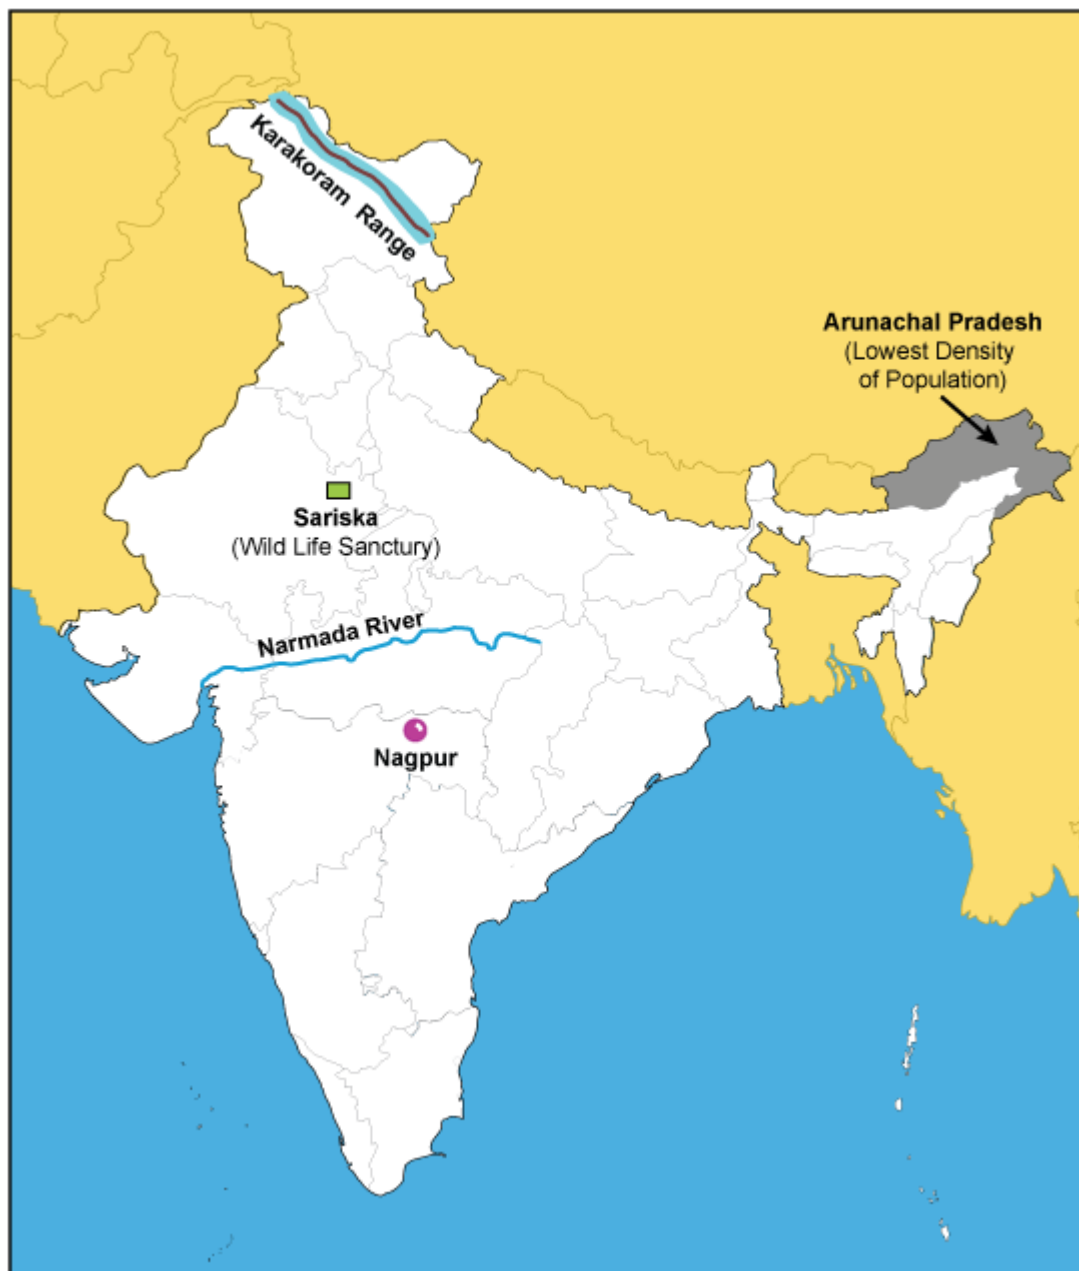 Karakoram Range
Arunachal Pradesh
(Lowest Density
of Population)
Sariska
(Wild Life Sanctury)
Narmada River
Nagpur